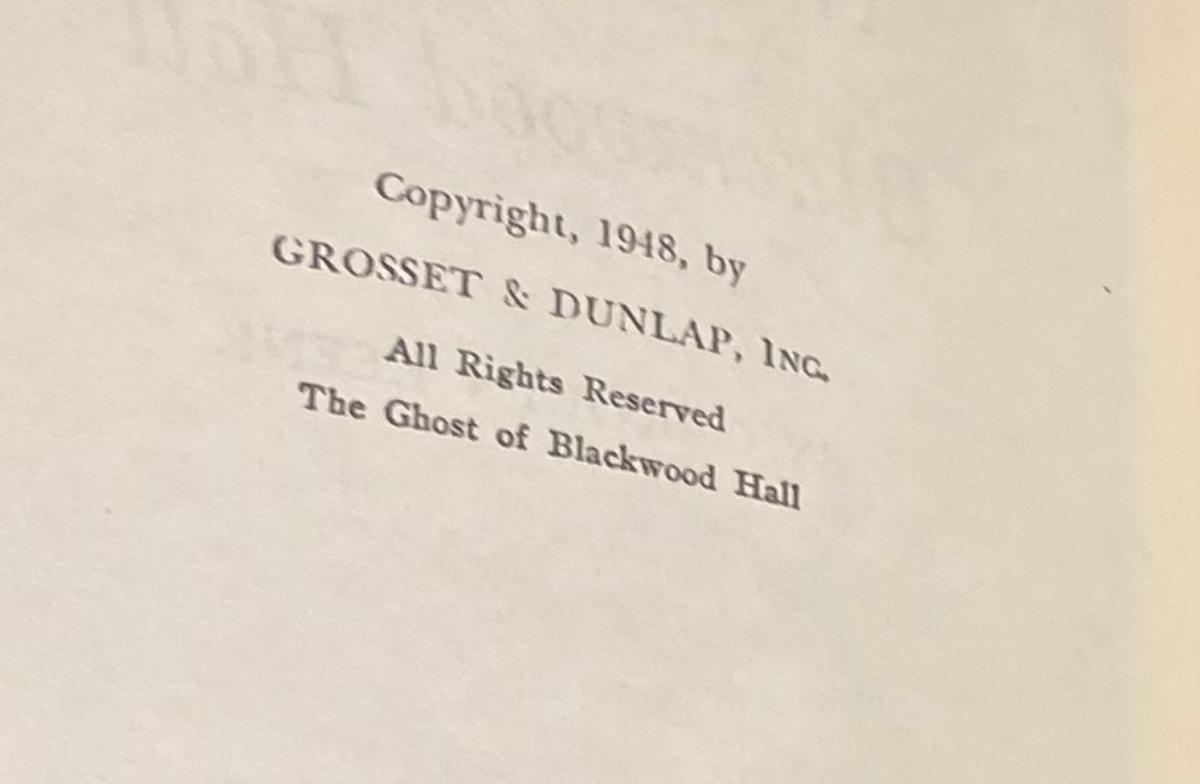 Copyright, 1948, by
GROSSET & DUNLAP, INC.
All Rights Reserved
The Ghost of Blackwood Hall